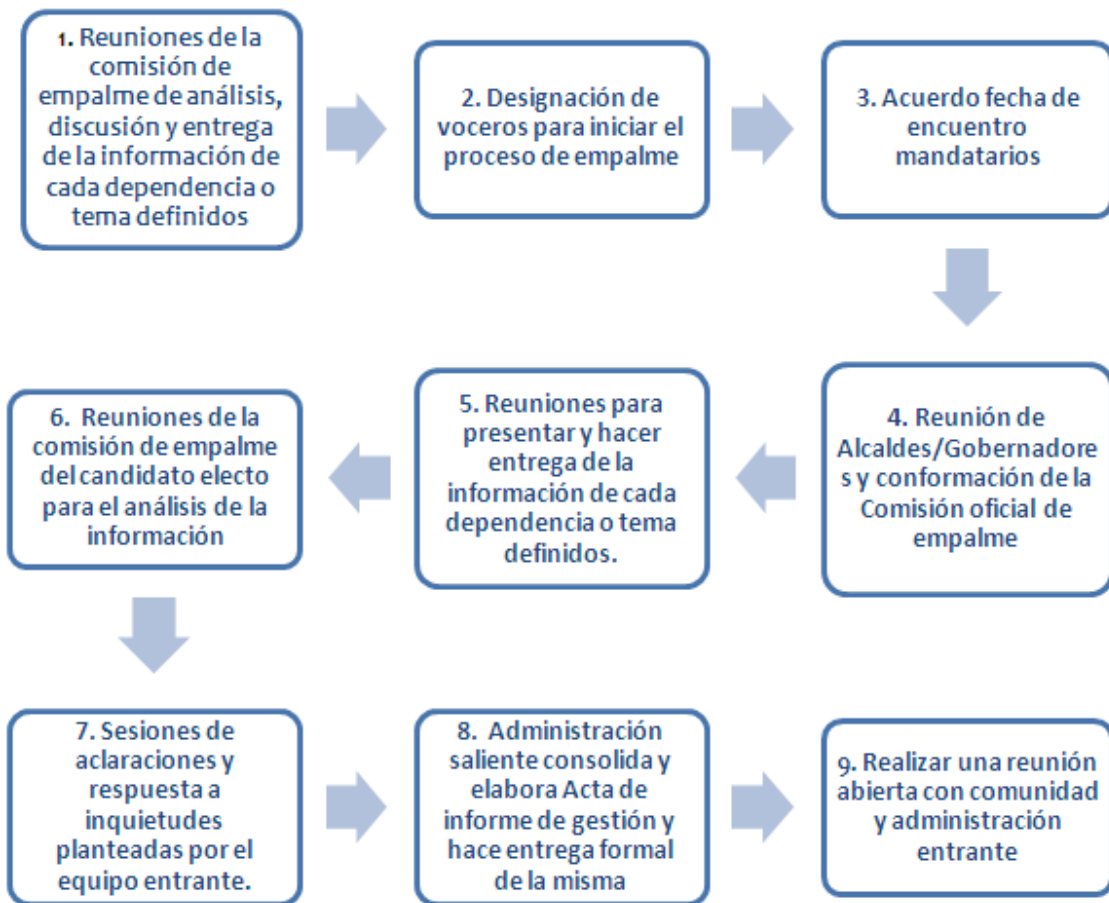 1. Reuniones de la
comisión de
empalme de análisis,
discusión y entrega
de la información de
cada dependencia o
tema definidos
2. Designación de
voceros para iniciar el
proceso de empalme
3. Acuerdo fecha de
encuentro
mandatarios
4. Reunión de
Alcaldes/Gobernadore
s y conformación de la
Comisión oficial de
empalme
5. Reuniones para
presentar y hacer
entrega de la
información de cada
dependencia o tema
definidos.
6. Reuniones de la
comisión de empalme
del candidato electo
para el análisis de la
información
7. Sesiones de
aclaraciones y
respuesta a
inquietudes
planteadas por el
equipo entrante.
8. Administración
saliente consolida y
elabora Acta de
informe de gestión y
hace entrega formal
de la misma
9. Realizar una reunión
abierta con comunidad
y administración
entrante